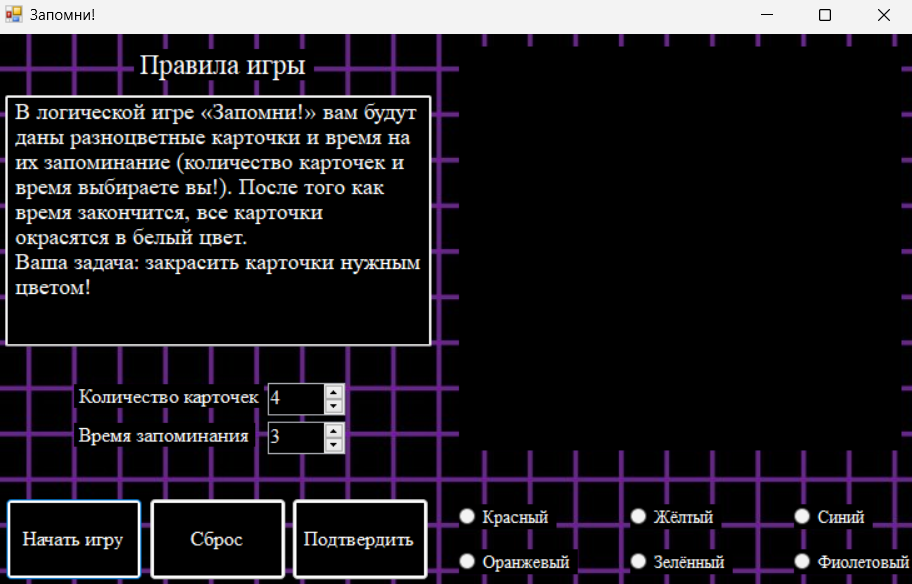 Запомни!
Правила игры
В логической игре «Запомни!» вам будут
даны разноцветные карточки и время на
их запоминание (количество карточек и
время выбираете вы!). После того как
время закончится, все карточки
окрасятся в белый цвет.
Ваша задача: закрасить карточки нужным
цветом!
Количество карточек 4
Время запоминания 3
Начать игру Сброс Подтвердить
Красный Жёлтый Синий
Оранжевый Зелённый Фиолетовый